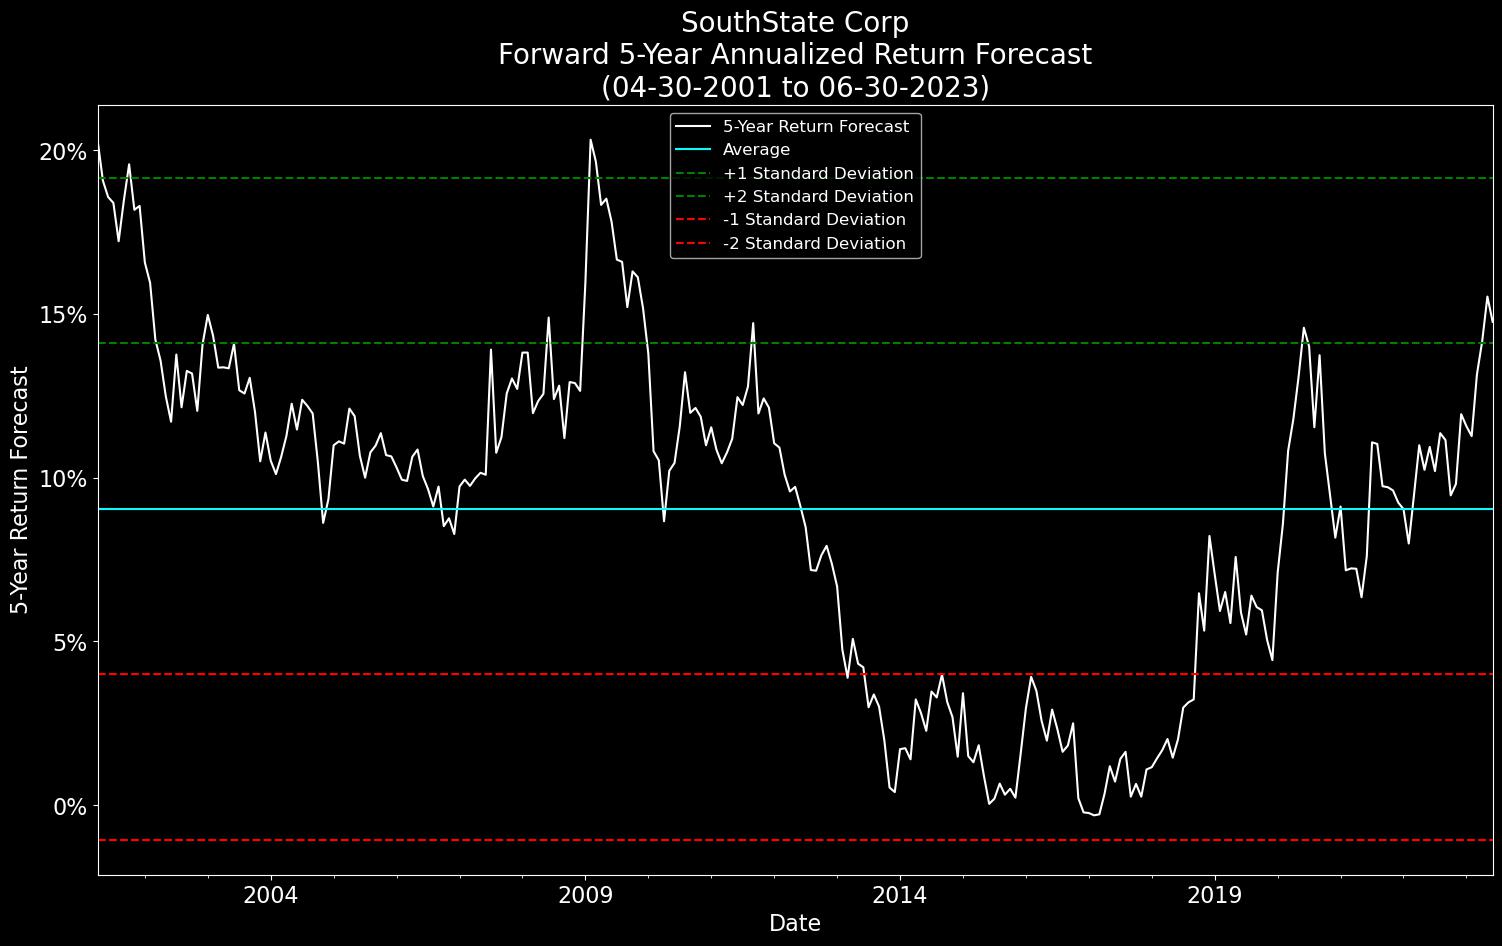 SouthState Corp
Forward 5-Year Annualized Return Forecast
(04-30-2001 to 06-30-2023)
5-Year Return Forecast
Average
+1 Standard Deviation
+2 Standard Deviation
-1 Standard Deviation
-2 Standard Deviation
5-Year Return Forecast
20%
15%
10%
5%
0%
2004
2009
2014
2019
Date